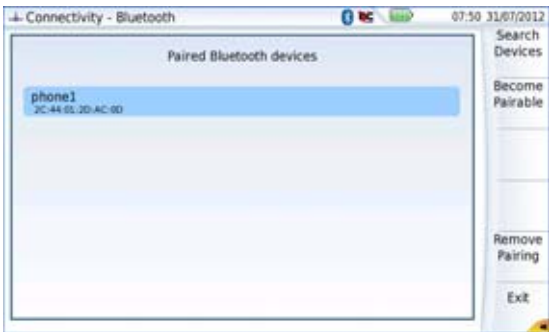 Connectivity - Bluetooth
07:50 31/07/2012
Paired Bluetooth devices
phone1
2C:44:01:2D:AC:0D
Search
Devices
Become
Pairable
Remove
Pairing
Exit